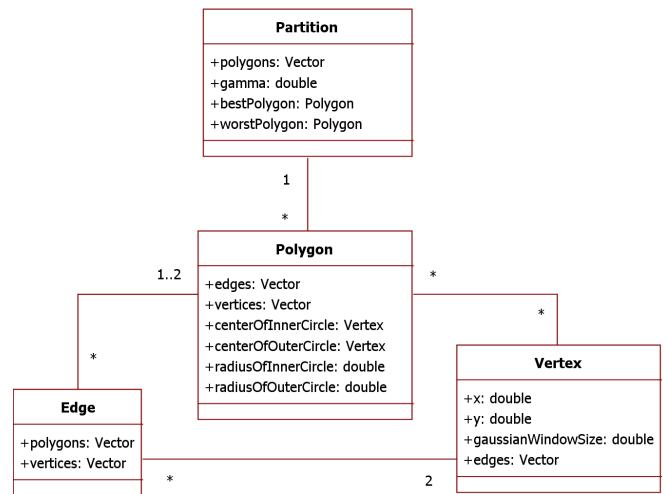 Partition
+polygons: Vector
+gamma: double
+bestPolygon: Polygon
+worstPolygon: Polygon
1
*
Polygon
+edges: Vector
+vertices: Vector
+centerOfInnerCircle: Vertex
+centerOfOuterCircle: Vertex
+radiusOfInnerCircle: double
+radiusOfOuterCircle: double
1..2
*
*
*
Edge
+polygons: Vector
+vertices: Vector
Vertex
+x: double
+y: double
+gaussianWindowSize: double
+edges: Vector
*
2